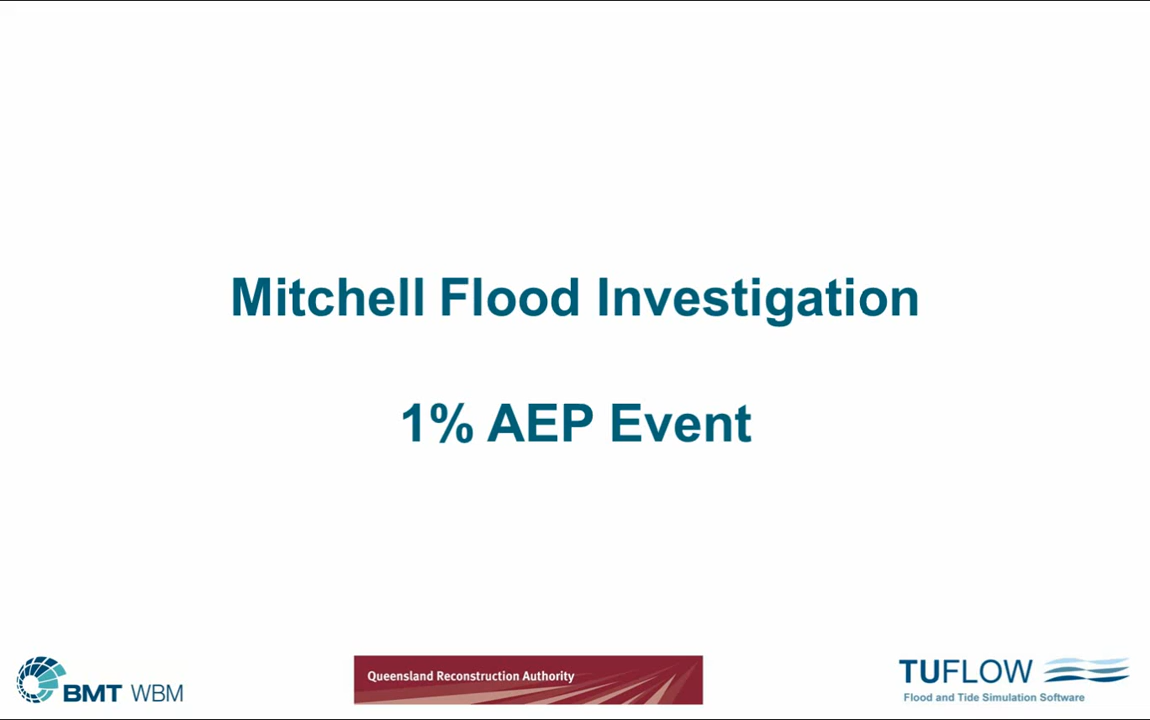 Mitchell Flood Investigation
1% AEP Event
BMT WBM
Queensland Reconstruction Authority
TUFLOW
Flood and Tide Simulation Software